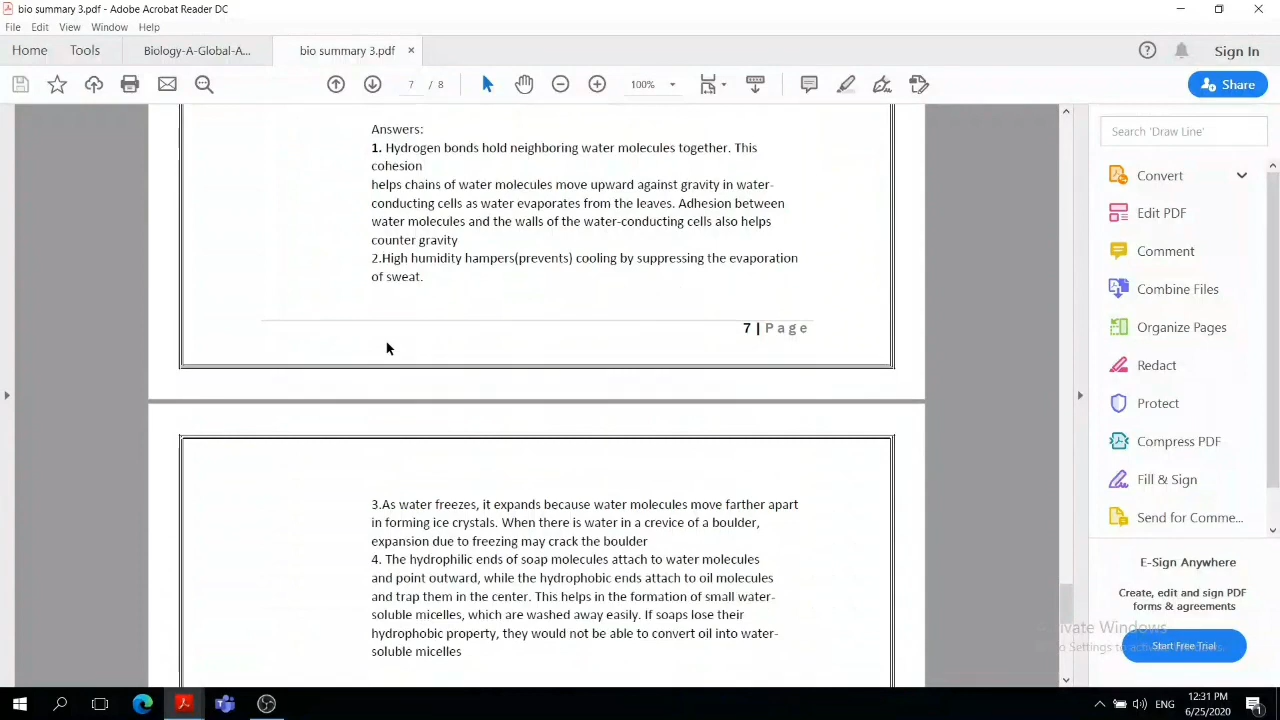 bio summary 3.pdf - Adobe Acrobat Reader DC
File Edit View Window Help
Home Tools Biology-A-Global-A... bio summary 3.pdf × Sign In
7 / 8 100% Share
Answers:
1. Hydrogen bonds hold neighboring water molecules together. This
cohesion
helps chains of water molecules move upward against gravity in water-
conducting cells as water evaporates from the leaves. Adhesion between
water molecules and the walls of the water-conducting cells also helps
counter gravity
2.High humidity hampers(prevents) cooling by suppressing the evaporation
of sweat.
7 | Page
3.As water freezes, it expands because water molecules move farther apart
in forming ice crystals. When there is water in a crevice of a boulder,
expansion due to freezing may crack the boulder
4. The hydrophilic ends of soap molecules attach to water molecules
and point outward, while the hydrophobic ends attach to oil molecules
and trap them in the center. This helps in the formation of small water-
soluble micelles, which are washed away easily. If soaps lose their
hydrophobic property, they would not be able to convert oil into water-
soluble micelles
Search 'Draw Line'
Convert
Edit PDF
Comment
Combine Files
Organize Pages
Redact
Protect
Compress PDF
Fill & Sign
Send for Comme...
E-Sign Anywhere
Create, edit and sign PDF
forms & agreements
Windows
Start Free Trial
ENG
12:31 PM
6/25/2020
1